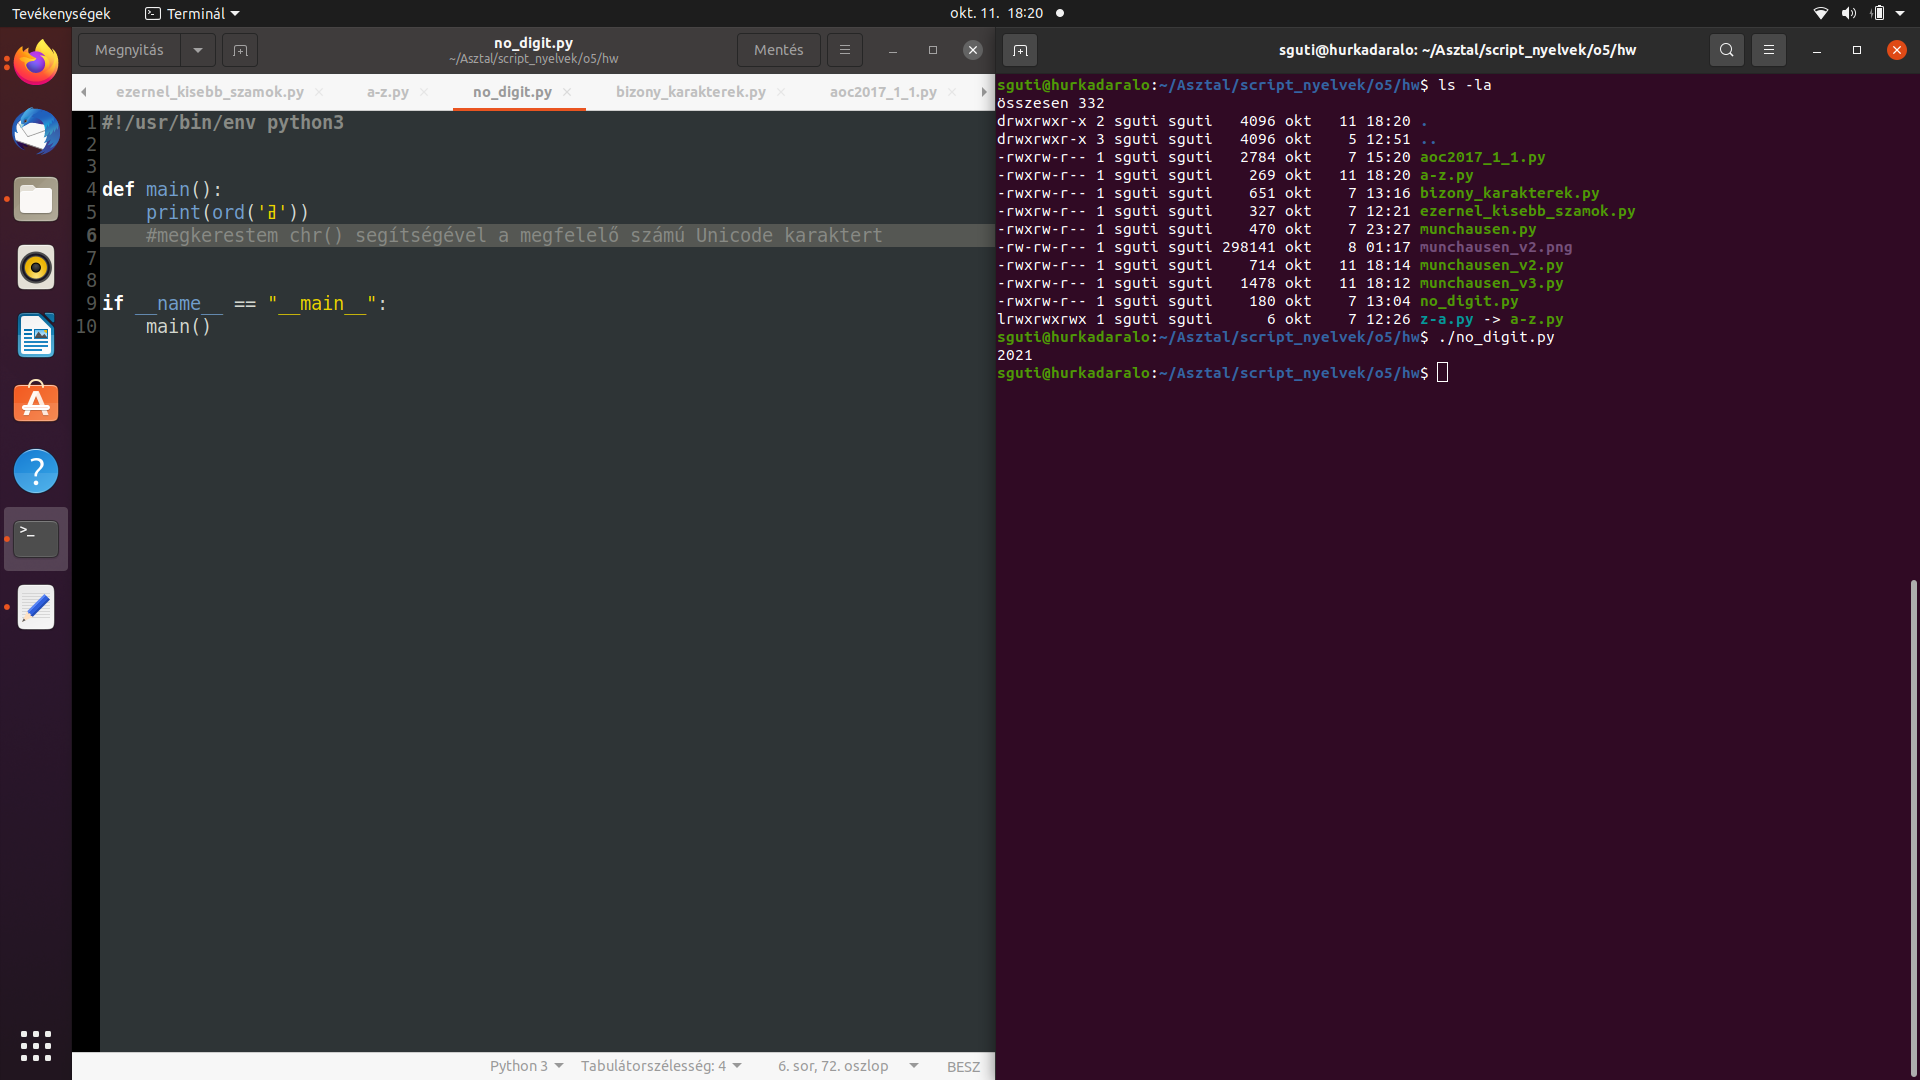 Tevékenységek Terminál okt. 11. 18:20
Megnyitás no_digit.py Mentés
~/Asztal/script_nyelvek/o5/hw
ezernel_kisebb_szamok.py a-z.py no_digit.py bizony_karakterek.py aoc2017_1_1.py
1 #!/usr/bin/env python3
2
3
4 def main():
5 print(ord('ߥ'))
6 #megkerestem chr() segítségével a megfelelő számú Unicode karaktert
7
8
9 if __name__ == "__main__":
10 main()
Python 3 Tabulátorszélesség: 4 6. sor, 72. oszlop BESZ
sguti@hurkadaralo: ~/Asztal/script_nyelvek/o5/hw
sguti@hurkadaralo:~/Asztal/script_nyelvek/o5/hw$ ls -la
összesen 332
drwxrwxr-x 2 sguti sguti 4096 okt 11 18:20 .
drwxrwxr-x 3 sguti sguti 4096 okt 5 12:51 ..
-rwxrw-r-- 1 sguti sguti 2784 okt 7 15:20 aoc2017_1_1.py
-rwxrw-r-- 1 sguti sguti 269 okt 11 18:20 a-z.py
-rwxrw-r-- 1 sguti sguti 651 okt 7 13:16 bizony_karakterek.py
-rwxrw-r-- 1 sguti sguti 327 okt 7 12:21 ezernel_kisebb_szamok.py
-rwxrw-r-- 1 sguti sguti 470 okt 7 23:27 munchausen.py
-rw-rw-r-- 1 sguti sguti 298141 okt 8 01:17 munchausen_v2.png
-rwxrw-r-- 1 sguti sguti 714 okt 11 18:14 munchausen_v2.py
-rwxrw-r-- 1 sguti sguti 1478 okt 11 18:12 munchausen_v3.py
-rwxrw-r-- 1 sguti sguti 180 okt 7 13:04 no_digit.py
lrwxrwxrwx 1 sguti sguti 6 okt 7 12:26 z-a.py -> a-z.py
sguti@hurkadaralo:~/Asztal/script_nyelvek/o5/hw$ ./no_digit.py
2021
sguti@hurkadaralo:~/Asztal/script_nyelvek/o5/hw$